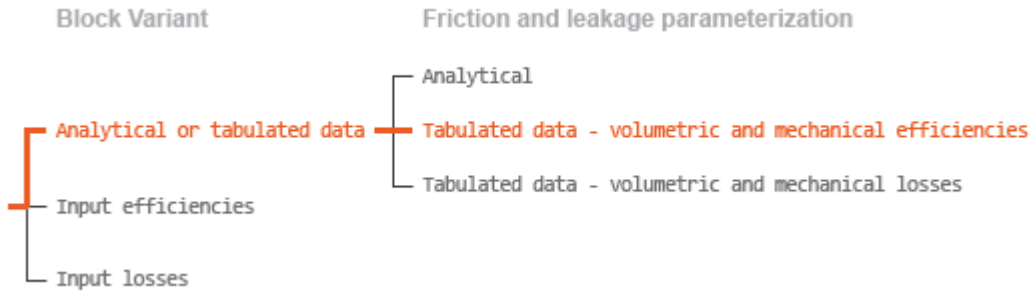 Block Variant
Friction and leakage parameterization
Analytical
Analytical or tabulated data
Tabulated data - volumetric and mechanical efficiencies
Tabulated data - volumetric and mechanical losses
Input efficiencies
Input losses